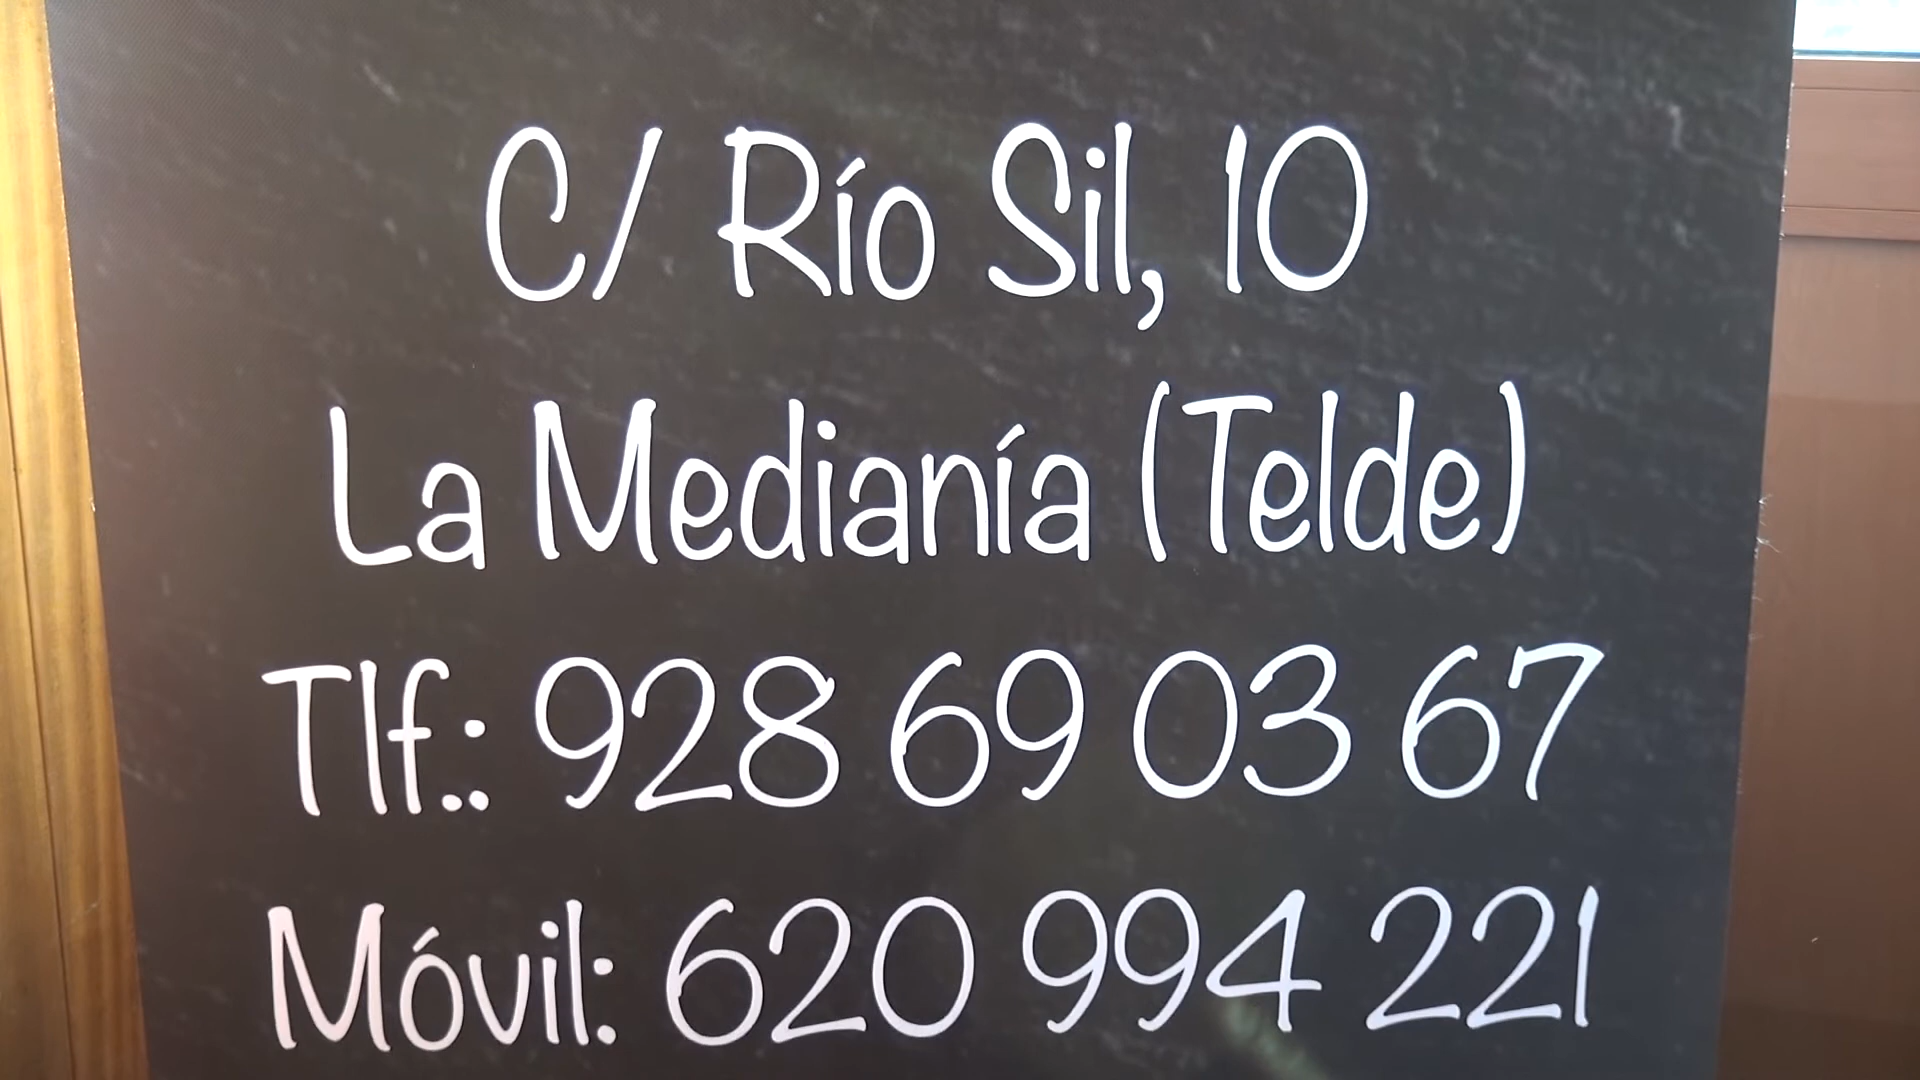 C/ Río Sil, 10
La Medianía (Telde)
Tlf.: 928 69 03 67
Móvil: 620 994 221